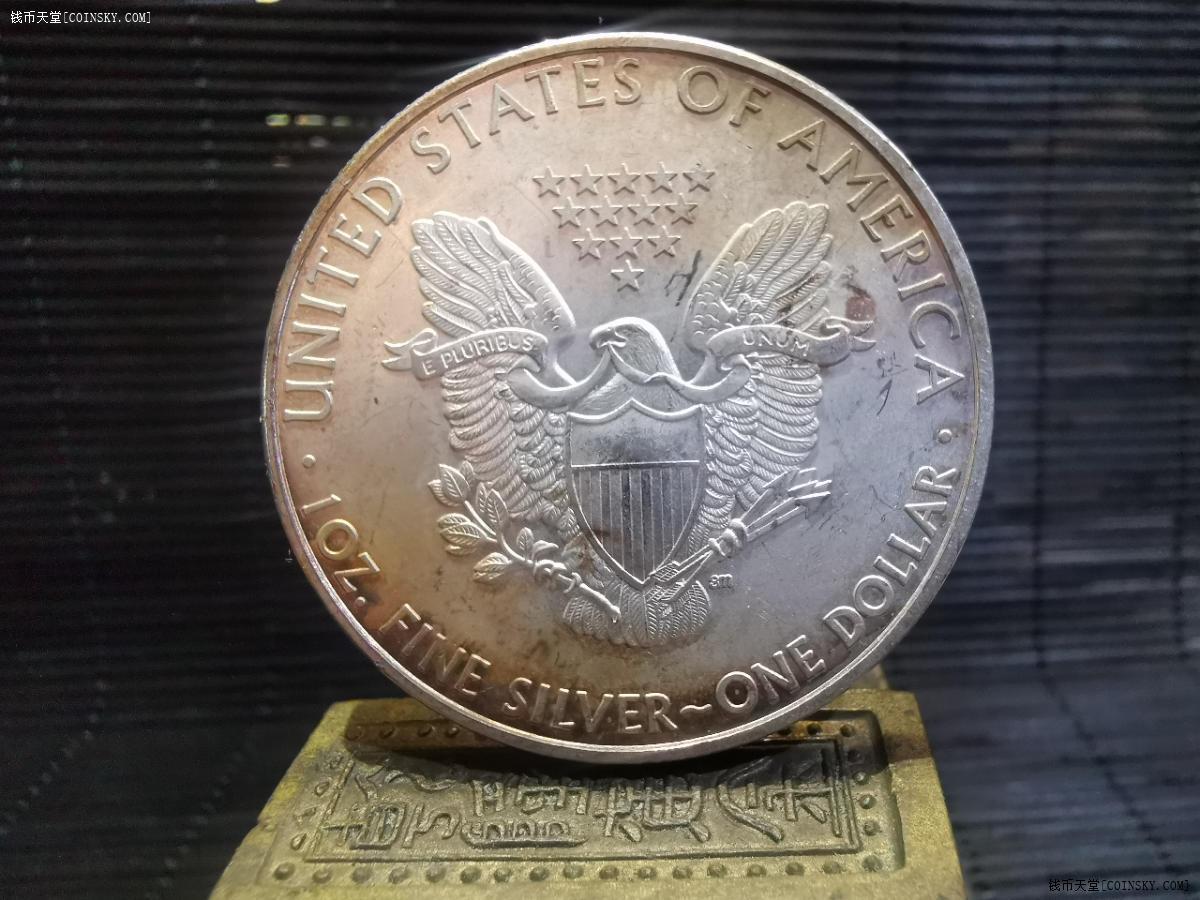 钱币天堂[COINSKY.COM]
UNITED STATES OF AMERICA
E PLURIBUS UNUM
· 1 OZ. FINE SILVER~ONE DOLLAR ·
钱币天堂[COINSKY.COM]